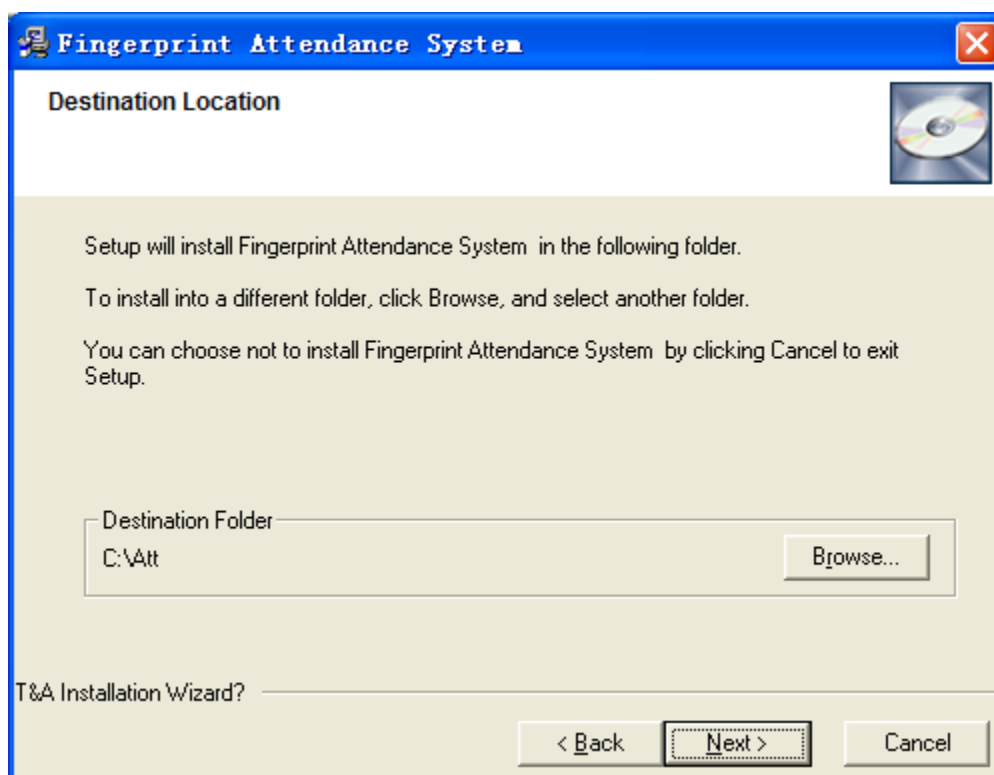 Fingerprint Attendance System
Destination Location
Setup will install Fingerprint Attendance System in the following folder.
To install into a different folder, click Browse, and select another folder.
You can choose not to install Fingerprint Attendance System by clicking Cancel to exit
Setup.
Destination Folder
C:\Att
Browse...
T&A Installation Wizard?
< Back
Next >
Cancel